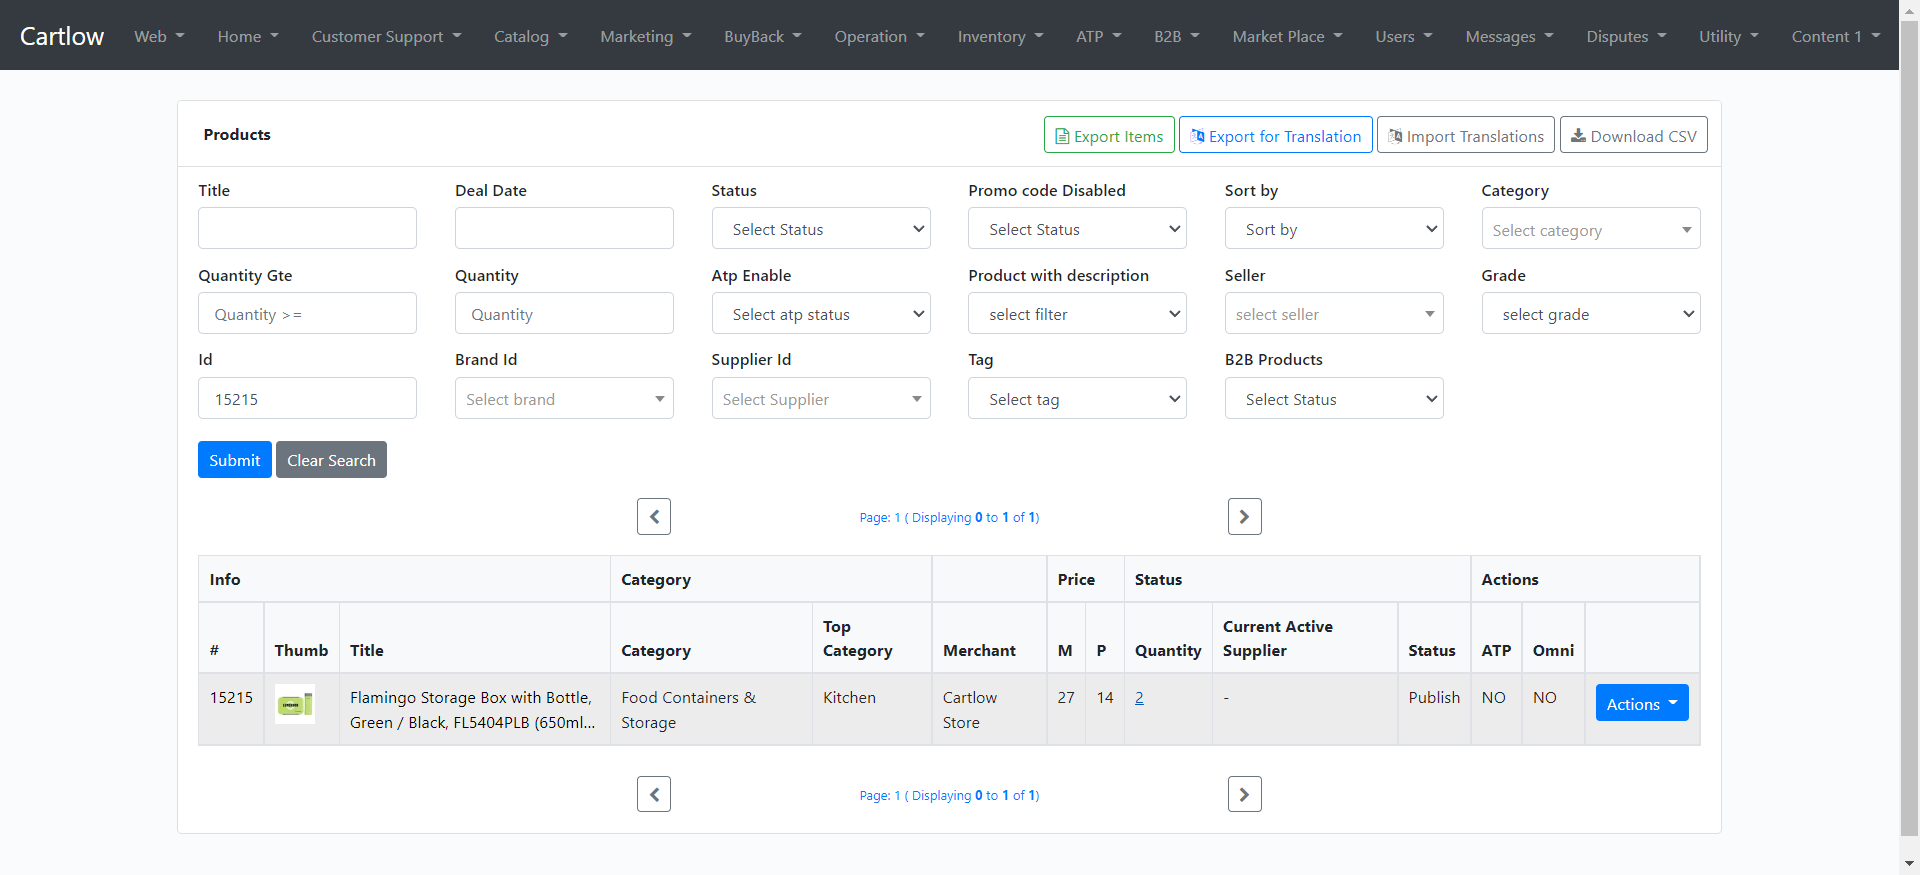 Cartlow Web Home Customer Support Catalog Marketing BuyBack Operation Inventory ATP B2B Market Place Users Messages Disputes Utility Content 1
Products Export Items Export for Translation Import Translations Download CSV
Title Deal Date Status Promo code Disabled Sort by Category
Select Status Select Status Sort by Select category
Quantity Gte Quantity Atp Enable Product with description Seller Grade
Quantity >= Quantity Select atp status select filter select seller select grade
Id Brand Id Supplier Id Tag B2B Products
15215 Select brand Select Supplier Select tag Select Status
Submit Clear Search
Page: 1 ( Displaying 0 to 1 of 1)
Info Category Price Status Actions
# Thumb Title Category Top Category Merchant M P Quantity Current Active Supplier Status ATP Omni
15215 Flamingo Storage Box with Bottle, Food Containers & Kitchen Cartlow 27 14 2 - Publish NO NO Actions
Green / Black, FL5404PLB (650ml... Storage Store
Page: 1 ( Displaying 0 to 1 of 1)